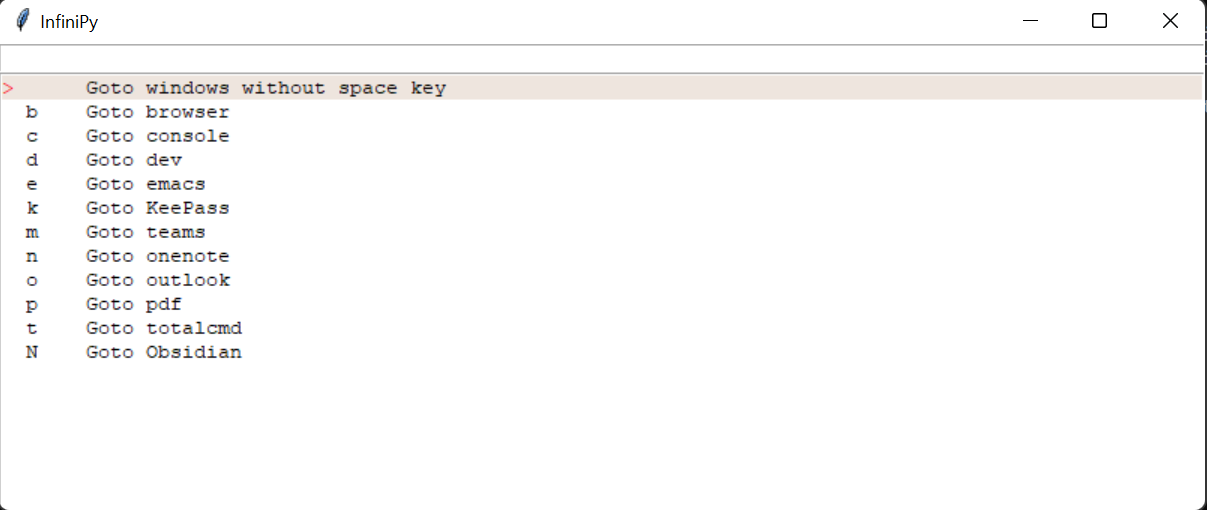 InfiniPy
> Goto windows without space key
b Goto browser
c Goto console
d Goto dev
e Goto emacs
k Goto KeePass
m Goto teams
n Goto onenote
o Goto outlook
p Goto pdf
t Goto totalcmd
N Goto Obsidian